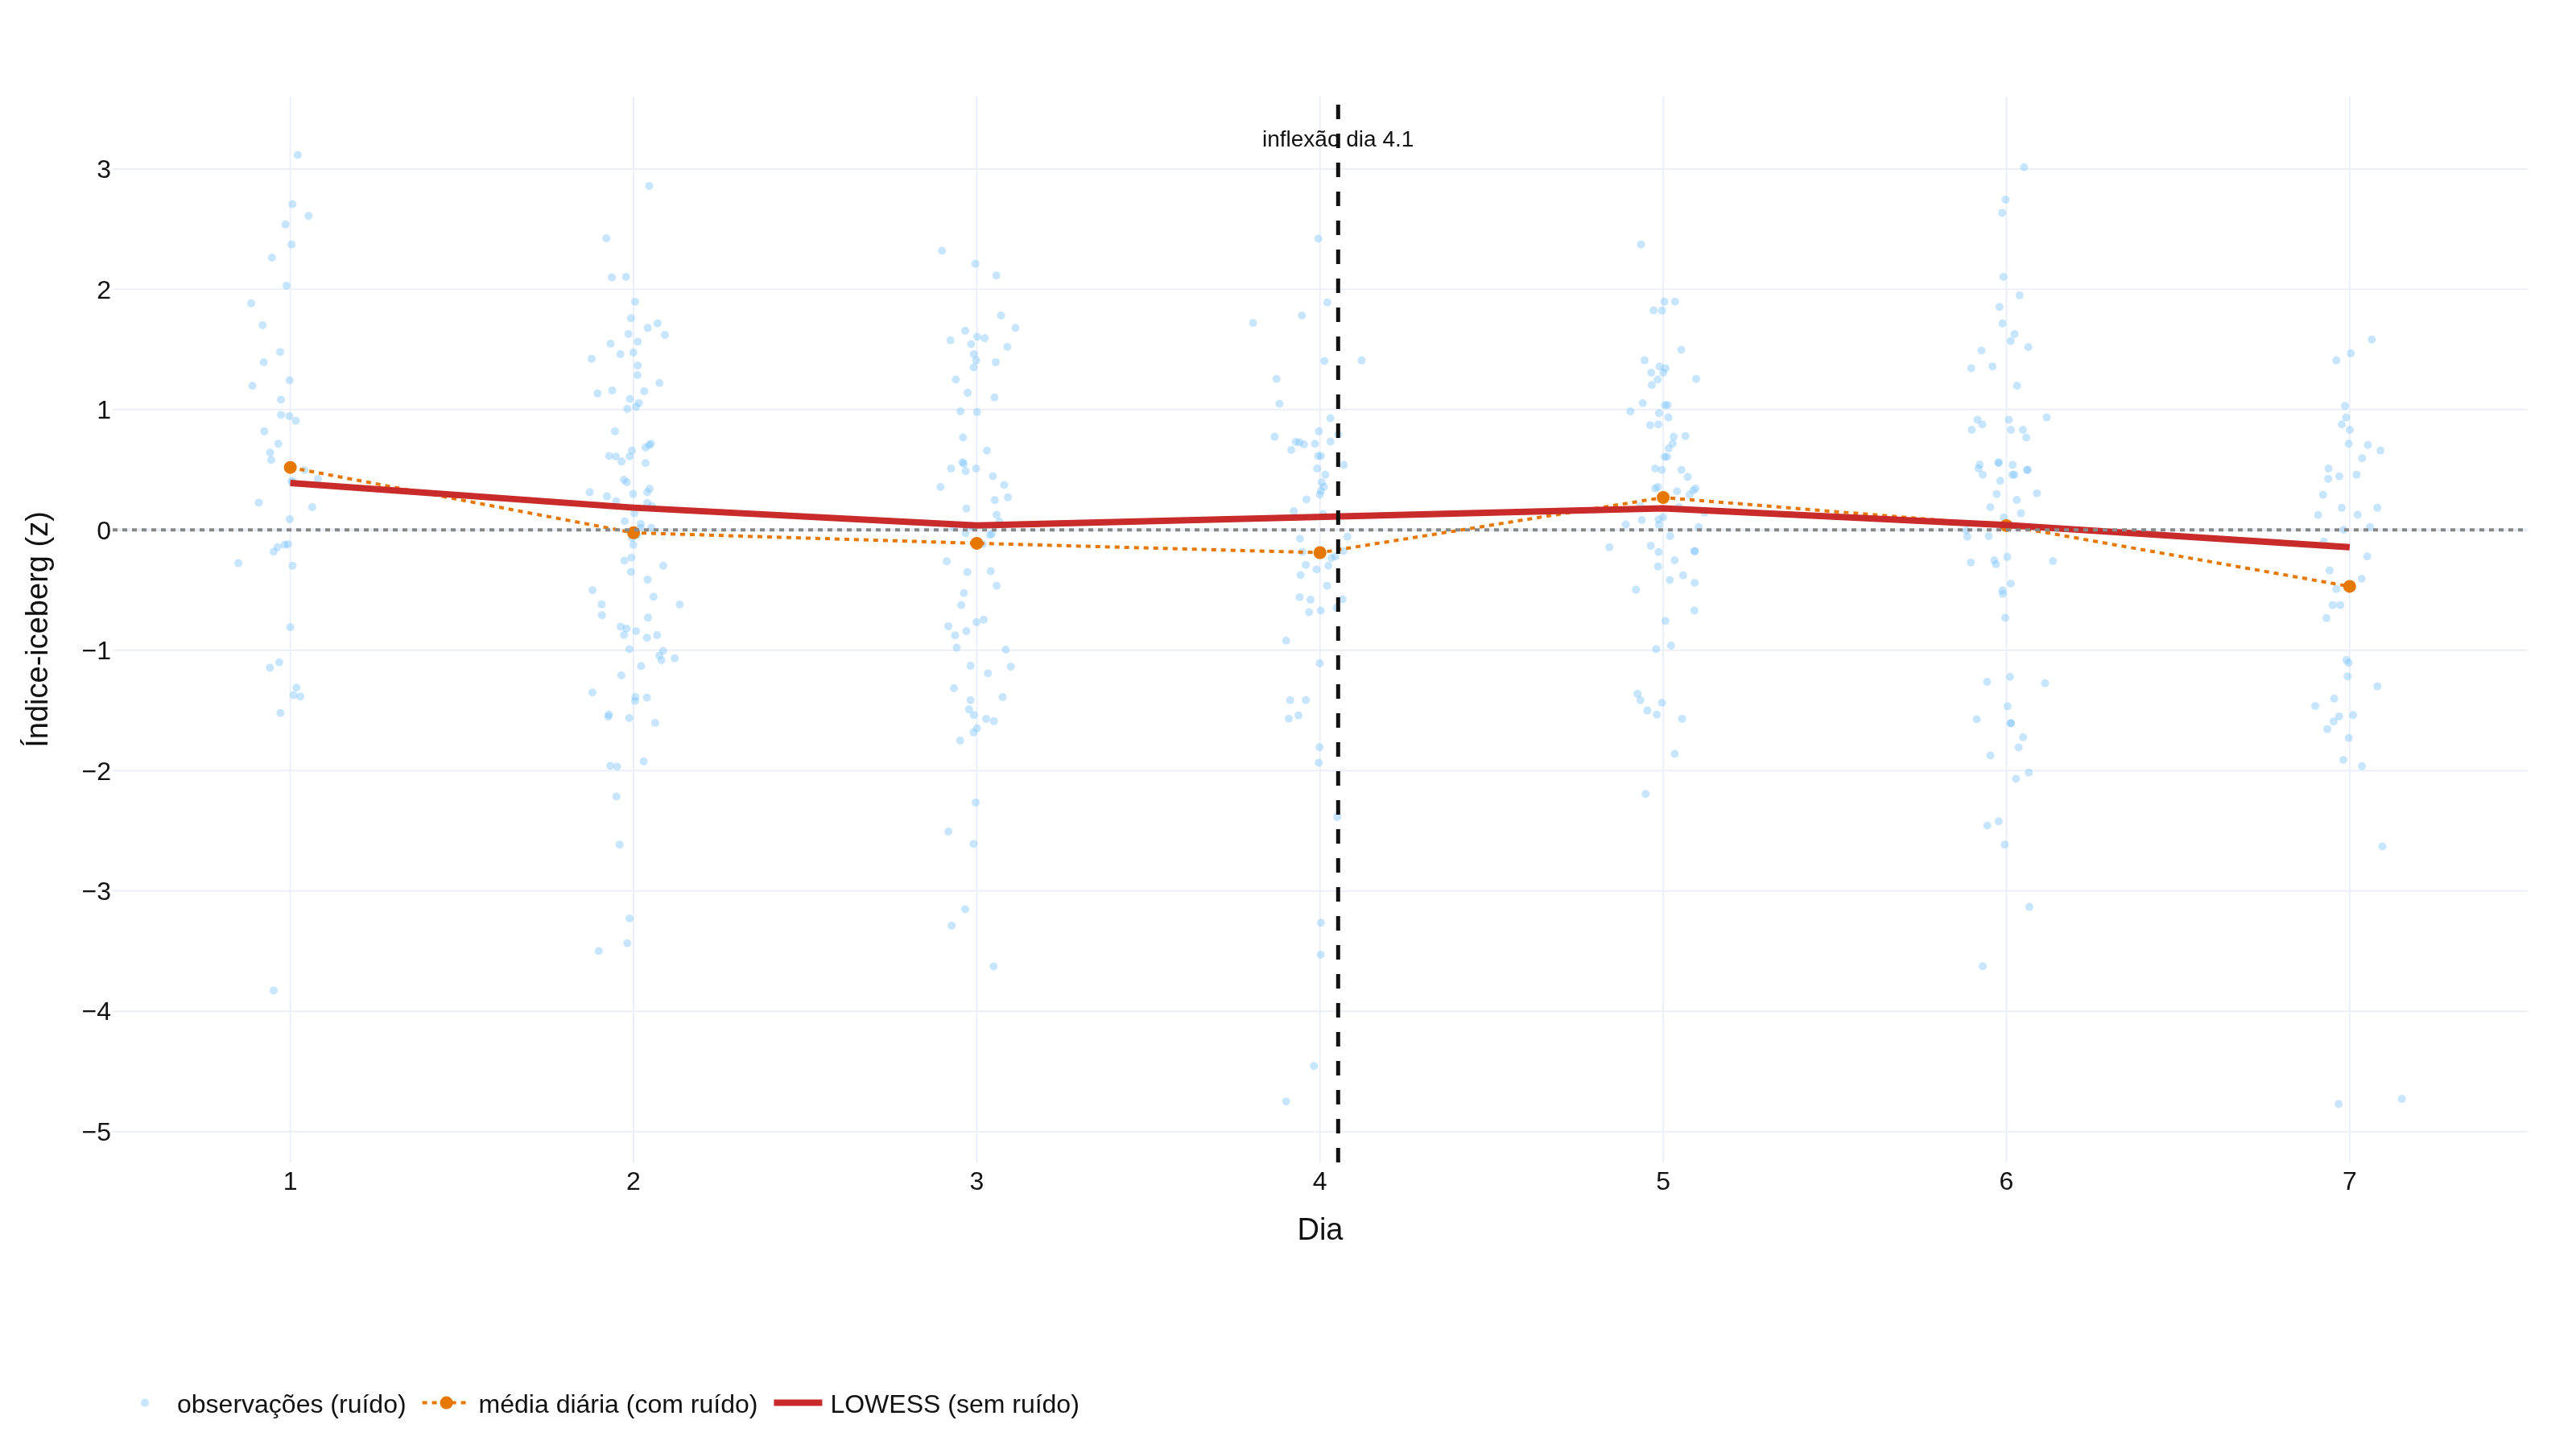 inflexão dia 4.1
3
2
1
0
−1
−2
−3
−4
−5
Índice-iceberg (z)
1 2 3 4 5 6 7
Dia
observações (ruído) média diária (com ruído) LOWESS (sem ruído)